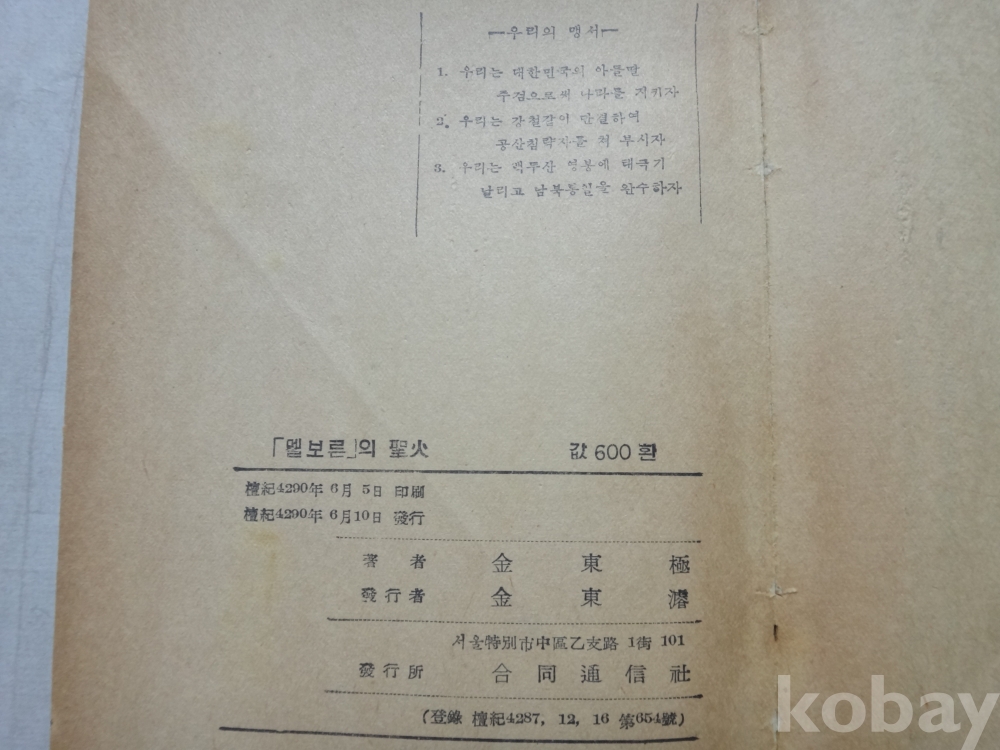 —우리의 맹서—
1. 우리는 대한민국의 아들딸
주검으로써 나라를 지키자
2. 우리는 강철같이 단결하여
공산침략자를 쳐 부시자
3. 우리는 백두산 영봉에 태극기
날리고 남북통일을 완수하자
「멜보른」의 聖火 값 600 환
檀紀4290年 6月 5日 印刷
檀紀4290年 6月10日 發行
著者 金東極
發行者 金東濬
서울特別市中區乙支路 1街 101
發行所 合同通信社
(登錄 檀紀4287, 12, 16 第654號)
kobay